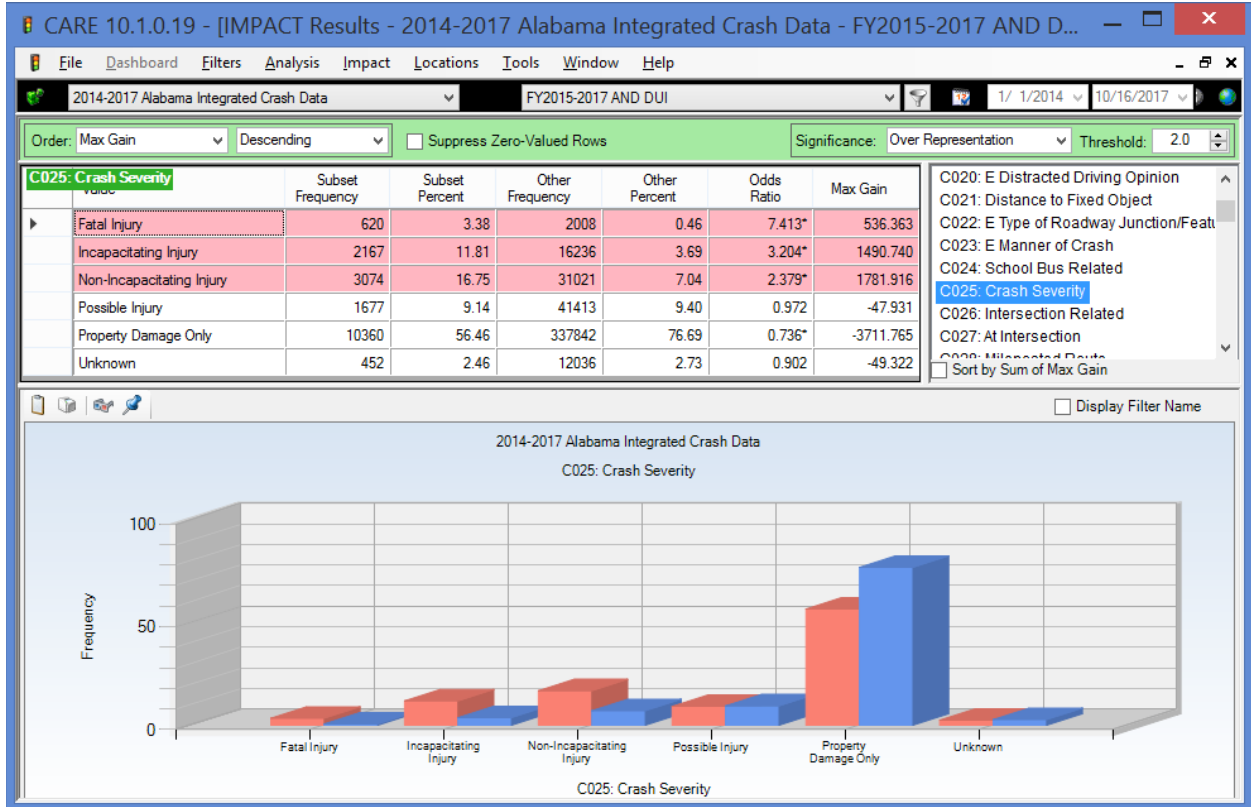 CARE 10.1.0.19 - [IMPACT Results - 2014-2017 Alabama Integrated Crash Data - FY2015-2017 AND D...
File Dashboard Filters Analysis Impact Locations Tools Window Help
2014-2017 Alabama Integrated Crash Data FY2015-2017 AND DUI 1/ 1/2014 10/16/2017
Order: Max Gain Descending Suppress Zero-Valued Rows Significance: Over Representation Threshold: 2.0
C025: Crash Severity Subset Frequency Subset Percent Other Frequency Other Percent Odds Ratio Max Gain
Fatal Injury 620 3.38 2008 0.46 7.413* 536.363
Incapacitating Injury 2167 11.81 16236 3.69 3.204* 1490.740
Non-Incapacitating Injury 3074 16.75 31021 7.04 2.379* 1781.916
Possible Injury 1677 9.14 41413 9.40 0.972 -47.931
Property Damage Only 10360 56.46 337842 76.69 0.736* -3711.765
Unknown 452 2.46 12036 2.73 0.902 -49.322
C020: E Distracted Driving Opinion
C021: Distance to Fixed Object
C022: E Type of Roadway Junction/Featu
C023: E Manner of Crash
C024: School Bus Related
C025: Crash Severity
C026: Intersection Related
C027: At Intersection
Sort by Sum of Max Gain
Display Filter Name
2014-2017 Alabama Integrated Crash Data
C025: Crash Severity
Frequency
100
50
0
Fatal Injury
Incapacitating
Injury
Non-Incapacitating
Injury
Possible Injury
Property
Damage Only
Unknown
C025: Crash Severity